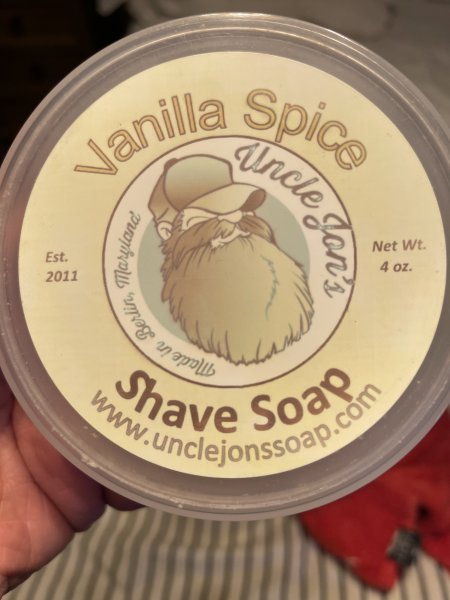 Vanilla Spice
Uncle Jon's
Made in Berlin, Maryland
Est.
2011
Net Wt.
4 oz.
Shave Soap
www.unclejonssoap.com